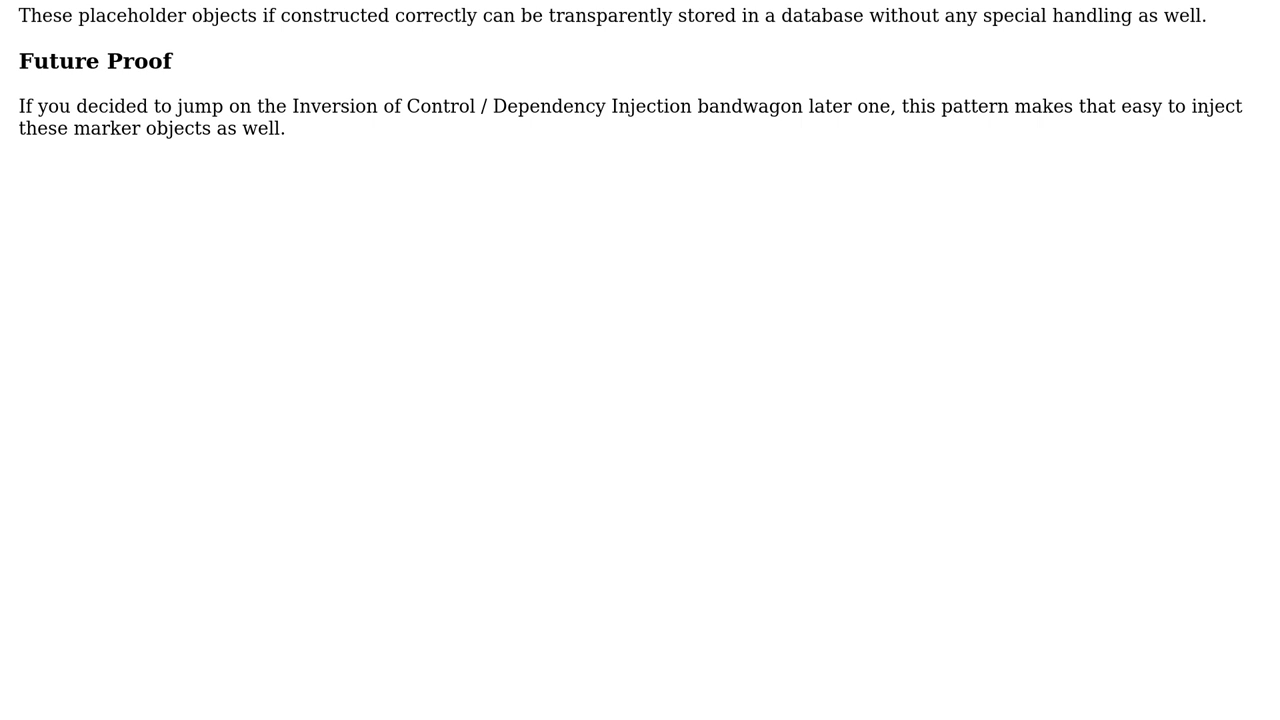 These placeholder objects if constructed correctly can be transparently stored in a database without any special handling as well.
Future Proof
If you decided to jump on the Inversion of Control / Dependency Injection bandwagon later one, this pattern makes that easy to inject
these marker objects as well.